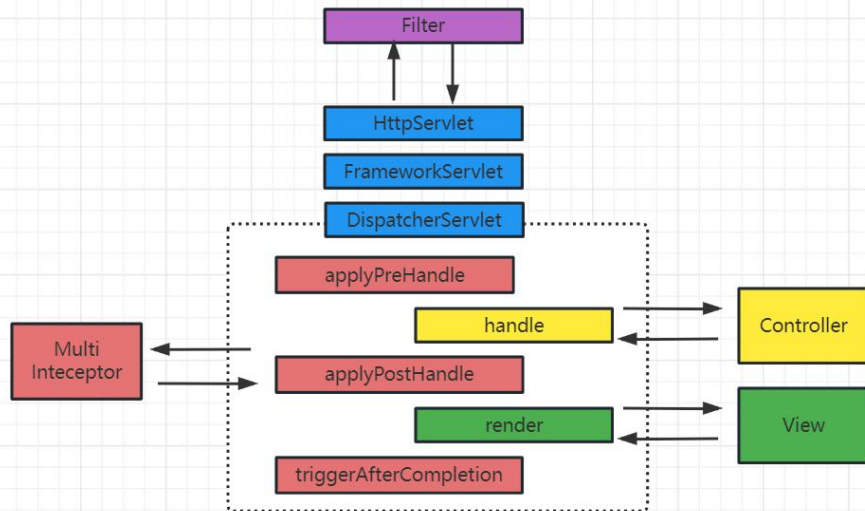 Filter
HttpServlet
FrameworkServlet
DispatcherServlet
applyPreHandle
handle
Controller
Multi
Inteceptor
applyPostHandle
render
View
triggerAfterCompletion